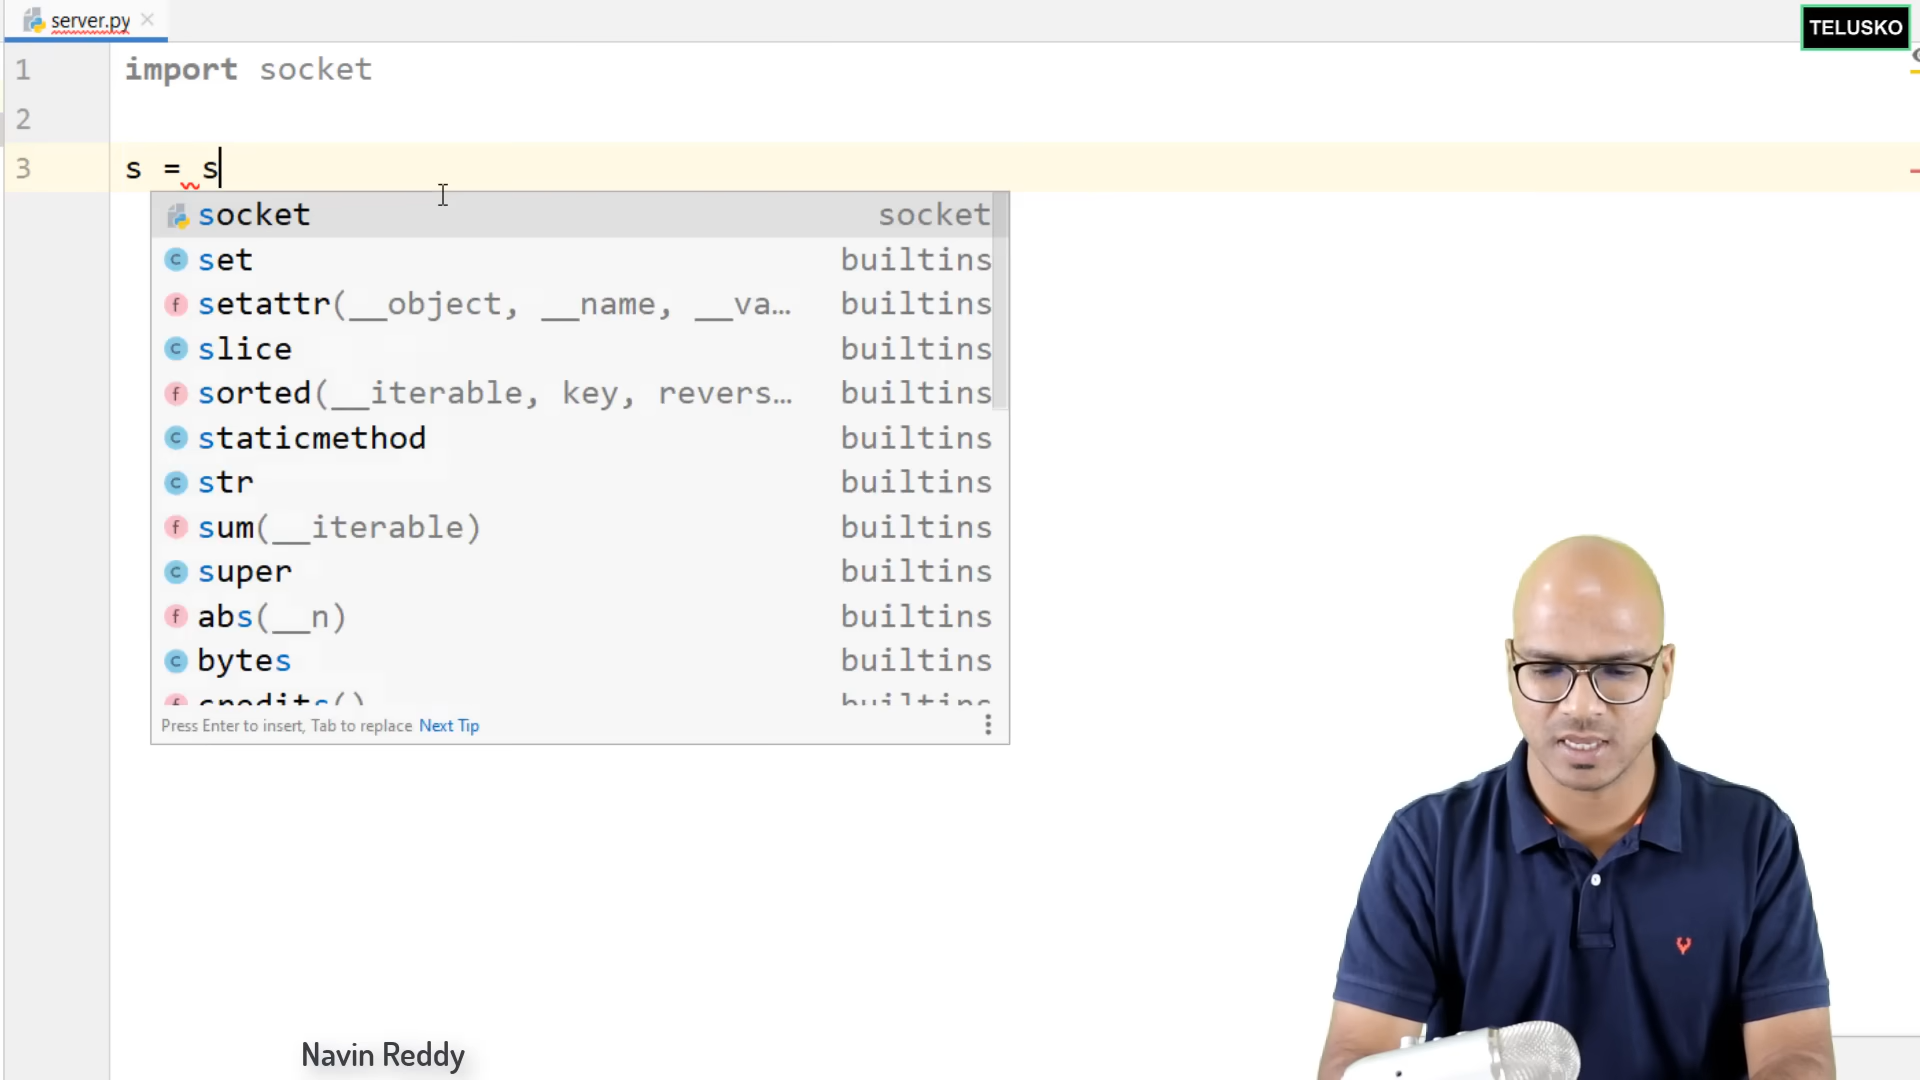 server.py
TELUSKO
1 import socket
2
3 s = s
socket socket
set builtins
setattr(__object, __name, __va… builtins
slice builtins
sorted(__iterable, key, revers… builtins
staticmethod builtins
str builtins
sum(__iterable) builtins
super builtins
abs(__n) builtins
bytes builtins
credits() builtins
Press Enter to insert, Tab to replace Next Tip
Navin Reddy